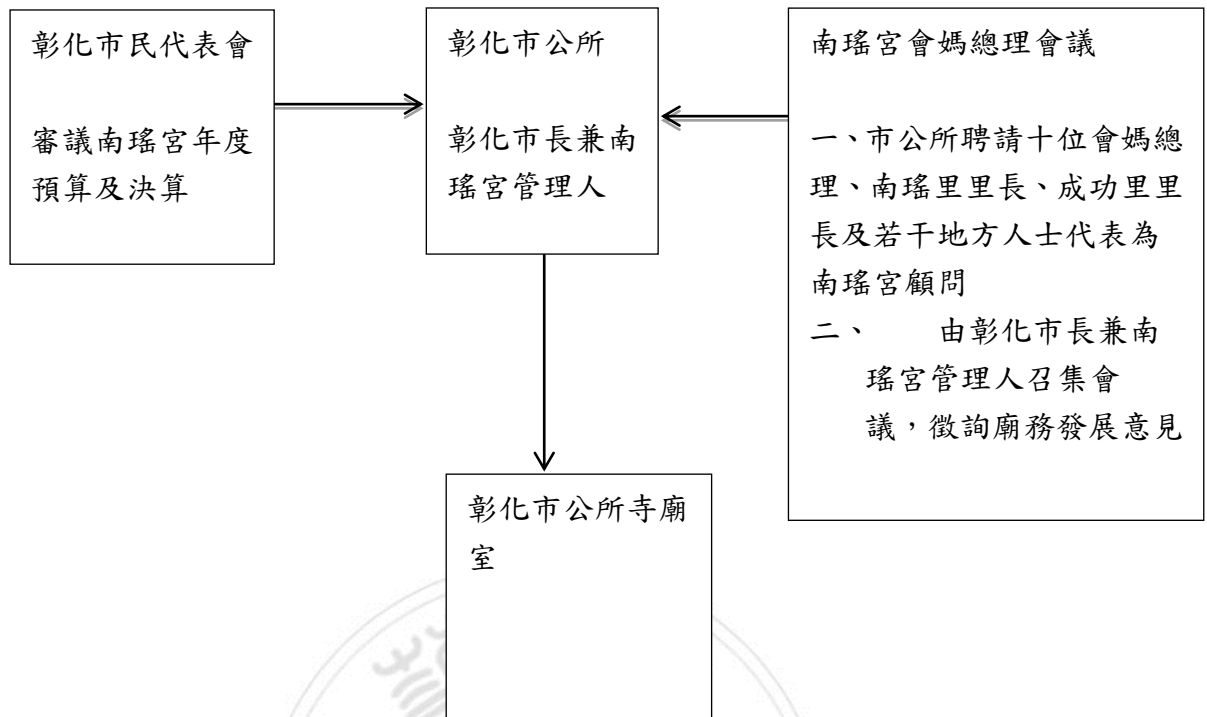 彰化市民代表會
審議南瑤宮年度
預算及決算
彰化市公所
彰化市長兼南
瑤宮管理人
南瑤宮會媽總理會議
一、市公所聘請十位會媽總
理、南瑤里里長、成功里里
長及若干地方人士代表為
南瑤宮顧問
二、 由彰化市長兼南
瑤宮管理人召集會
議，徵詢廟務發展意見
彰化市公所寺廟
室